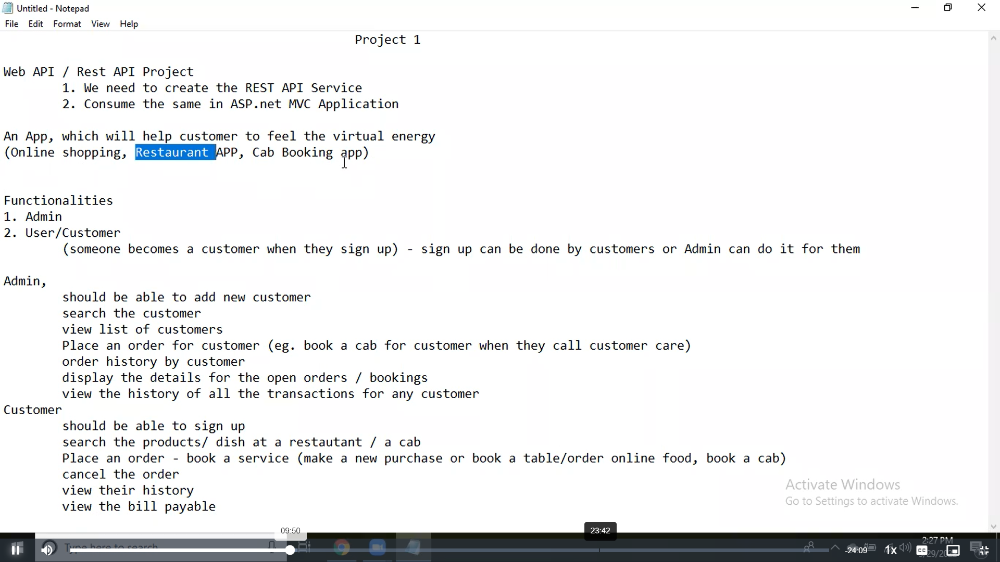 Untitled - Notepad
File Edit Format View Help
Project 1
Web API / Rest API Project
1. We need to create the REST API Service
2. Consume the same in ASP.net MVC Application
An App, which will help customer to feel the virtual energy
(Online shopping, Restaurant APP, Cab Booking app)
Functionalities
1. Admin
2. User/Customer
(someone becomes a customer when they sign up) - sign up can be done by customers or Admin can do it for them
Admin,
should be able to add new customer
search the customer
view list of customers
Place an order for customer (eg. book a cab for customer when they call customer care)
order history by customer
display the details for the open orders / bookings
view the history of all the transactions for any customer
Customer
should be able to sign up
search the products/ dish at a restautant / a cab
Place an order - book a service (make a new purchase or book a table/order online food, book a cab)
cancel the order
view their history
view the bill payable
Activate Windows
Go to Settings to activate Windows.
09:50
23:42
Type here to search
2:27 PM
-24:09
1x
CC